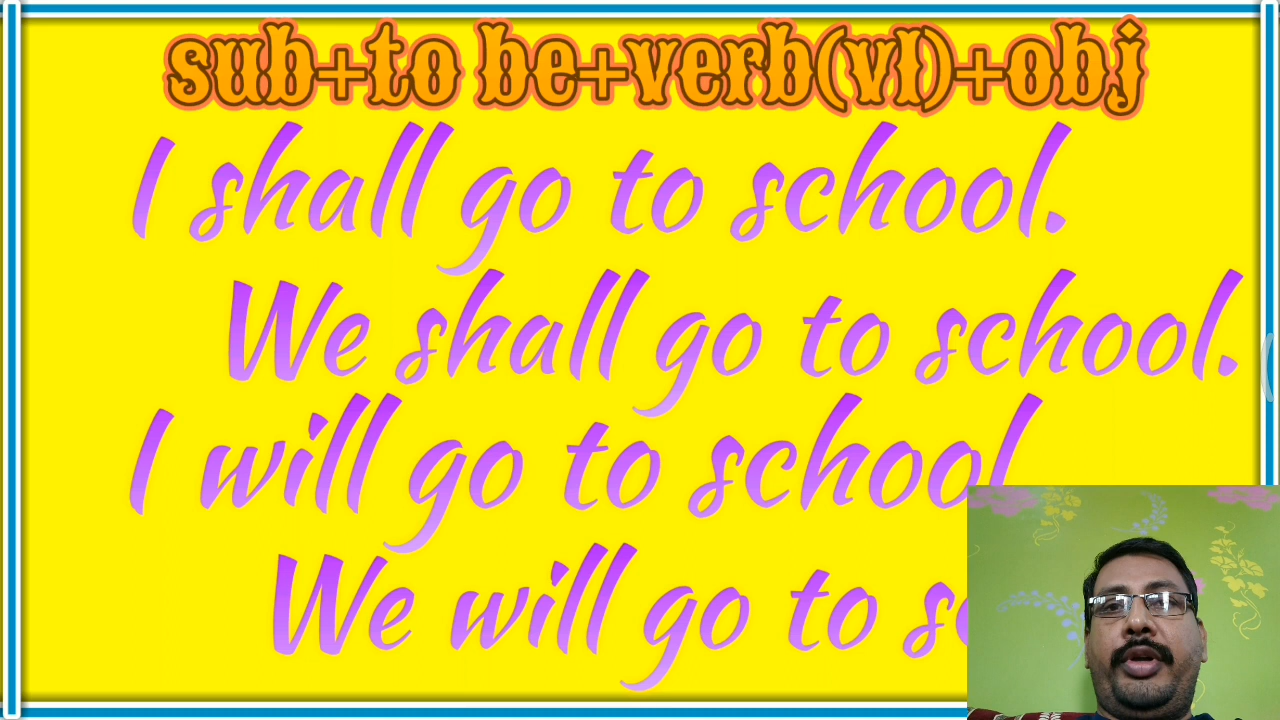 sub+to be+verb(v1)+obj
I shall go to school.
We shall go to school.
I will go to school
We will go to